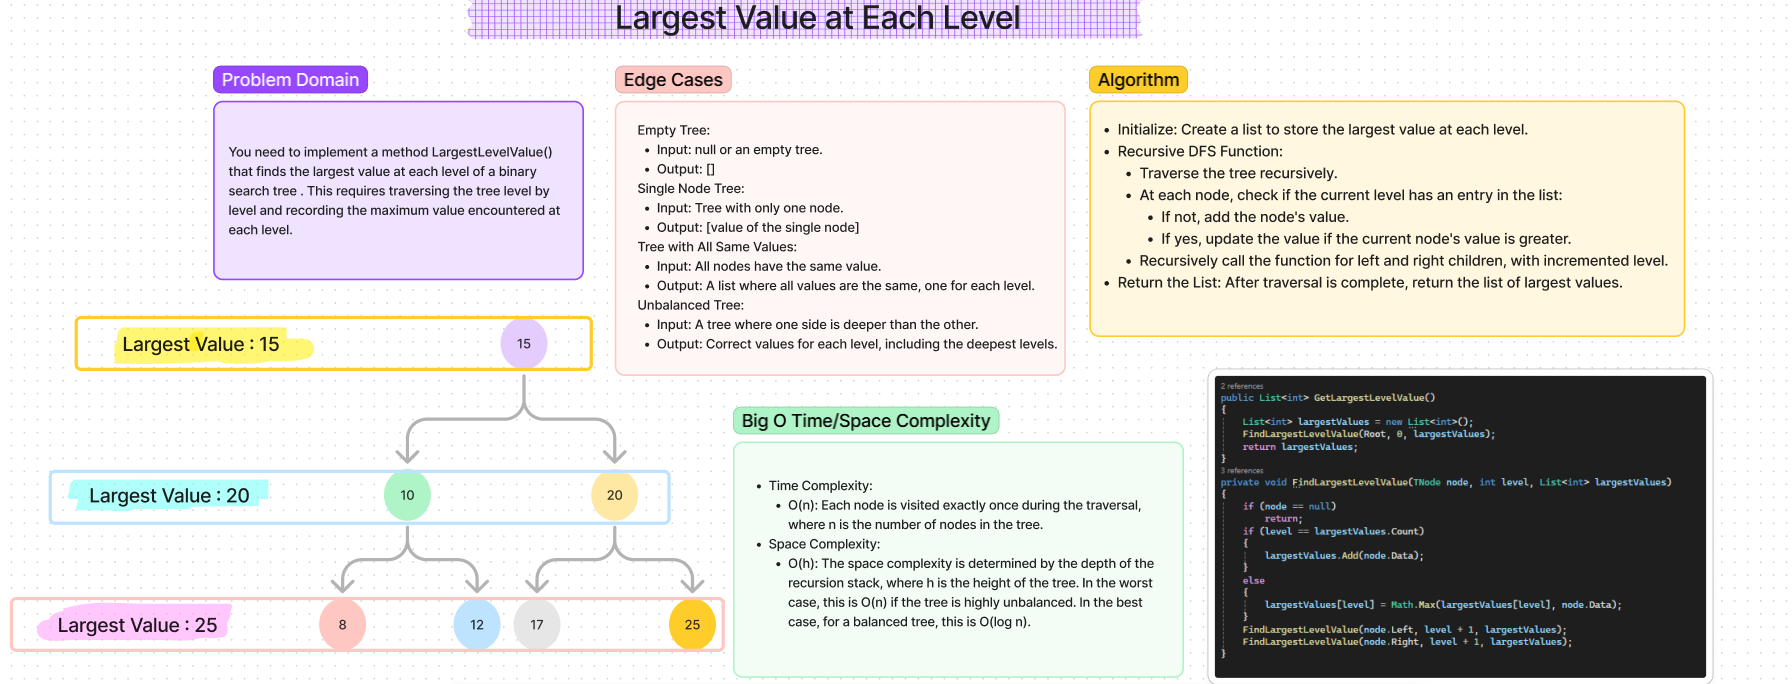 Largest Value at Each Level
Problem Domain
You need to implement a method LargestLevelValue()
that finds the largest value at each level of a binary
search tree . This requires traversing the tree level by
level and recording the maximum value encountered at
each level.
Edge Cases
Empty Tree:
• Input: null or an empty tree.
• Output: []
Single Node Tree:
• Input: Tree with only one node.
• Output: [value of the single node]
Tree with All Same Values:
• Input: All nodes have the same value.
• Output: A list where all values are the same, one for each level.
Unbalanced Tree:
• Input: A tree where one side is deeper than the other.
• Output: Correct values for each level, including the deepest levels.
Algorithm
• Initialize: Create a list to store the largest value at each level.
• Recursive DFS Function:
• Traverse the tree recursively.
• At each node, check if the current level has an entry in the list:
• If not, add the node's value.
• If yes, update the value if the current node's value is greater.
• Recursively call the function for left and right children, with incremented level.
• Return the List: After traversal is complete, return the list of largest values.
Largest Value : 15
15
Largest Value : 20
10
20
Largest Value : 25
8
12
17
25
Big O Time/Space Complexity
• Time Complexity:
• O(n): Each node is visited exactly once during the traversal,
where n is the number of nodes in the tree.
• Space Complexity:
• O(h): The space complexity is determined by the depth of the
recursion stack, where h is the height of the tree. In the worst
case, this is O(n) if the tree is highly unbalanced. In the best
case, for a balanced tree, this is O(log n).
2 references
public List<int> GetLargestLevelValue()
{
List<int> largestValues = new List<int>();
FindLargestLevelValue(Root, 0, largestValues);
return largestValues;
}
3 references
private void FindLargestLevelValue(TNode node, int level, List<int> largestValues)
{
if (node == null)
return;
if (level == largestValues.Count)
{
largestValues.Add(node.Data);
}
else
{
largestValues[level] = Math.Max(largestValues[level], node.Data);
}
FindLargestLevelValue(node.Left, level + 1, largestValues);
FindLargestLevelValue(node.Right, level + 1, largestValues);
}